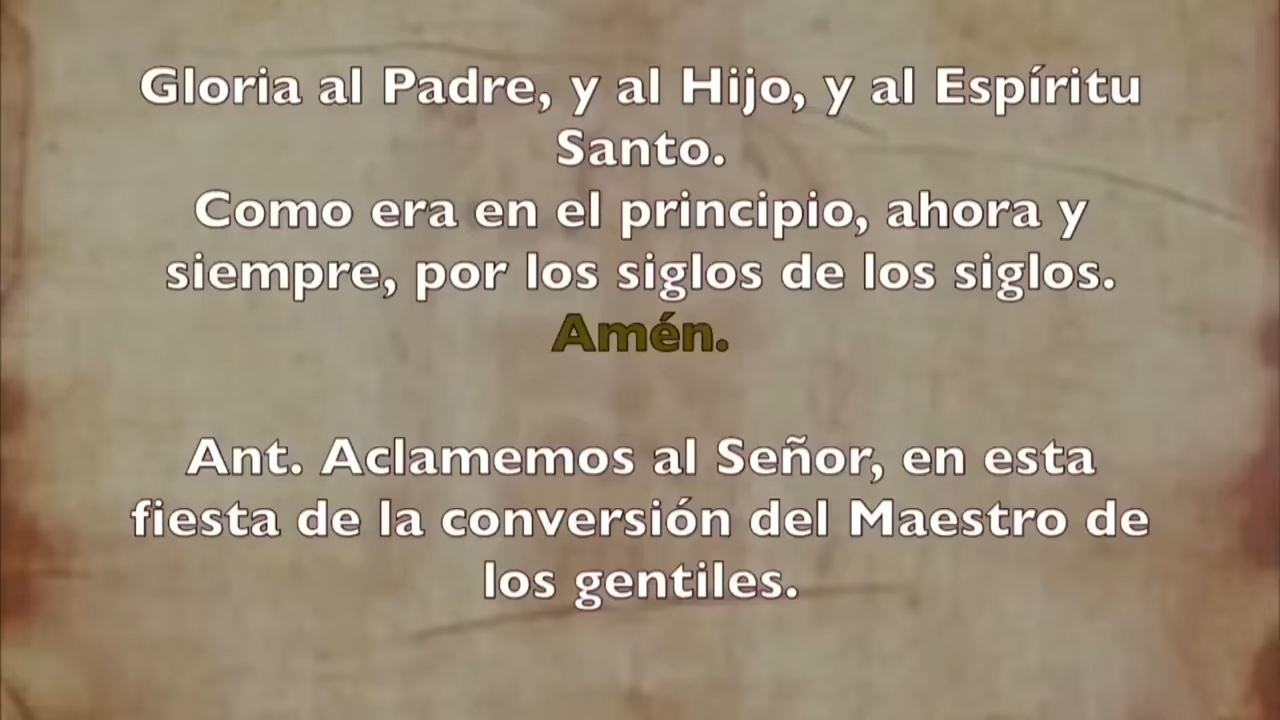 Gloria al Padre, y al Hijo, y al Espíritu
Santo.
Como era en el principio, ahora y
siempre, por los siglos de los siglos.
Amén.
Ant. Aclamemos al Señor, en esta
fiesta de la conversión del Maestro de
los gentiles.